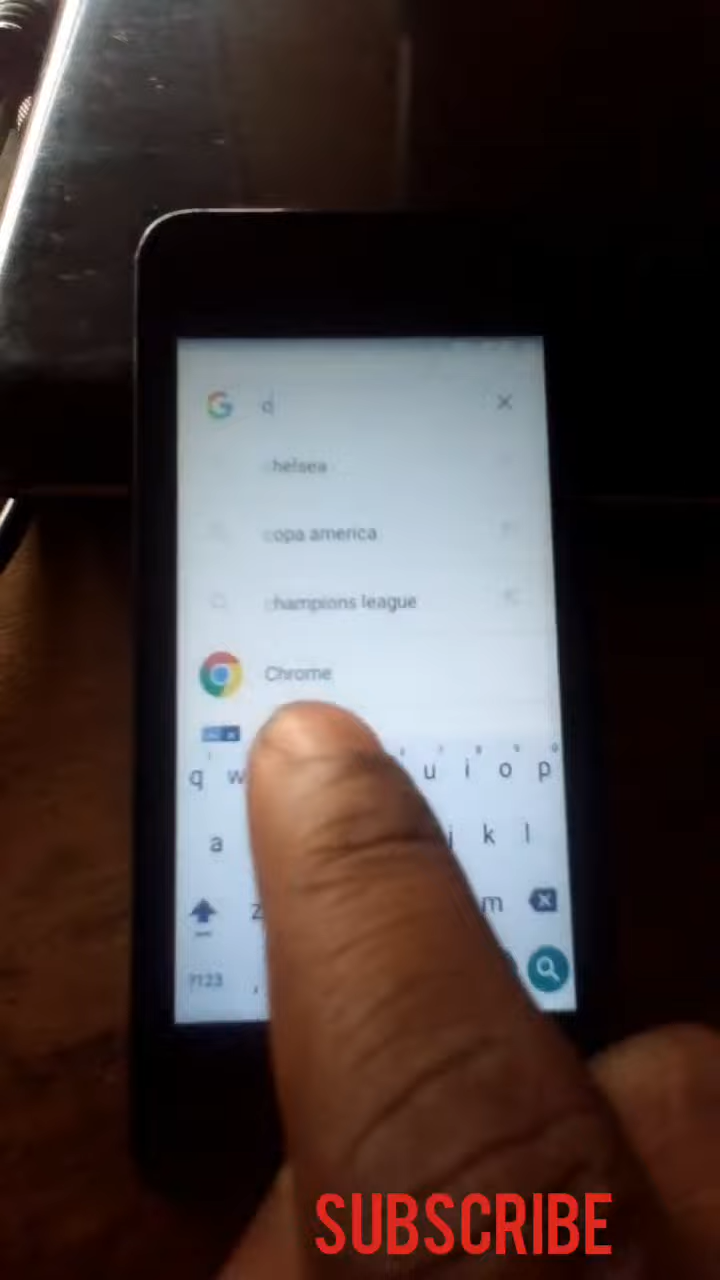 G c
chelsea
copa america
champions league
Chrome
q w u i o p
a j k l
z m
?123 ,
SUBSCRIBE